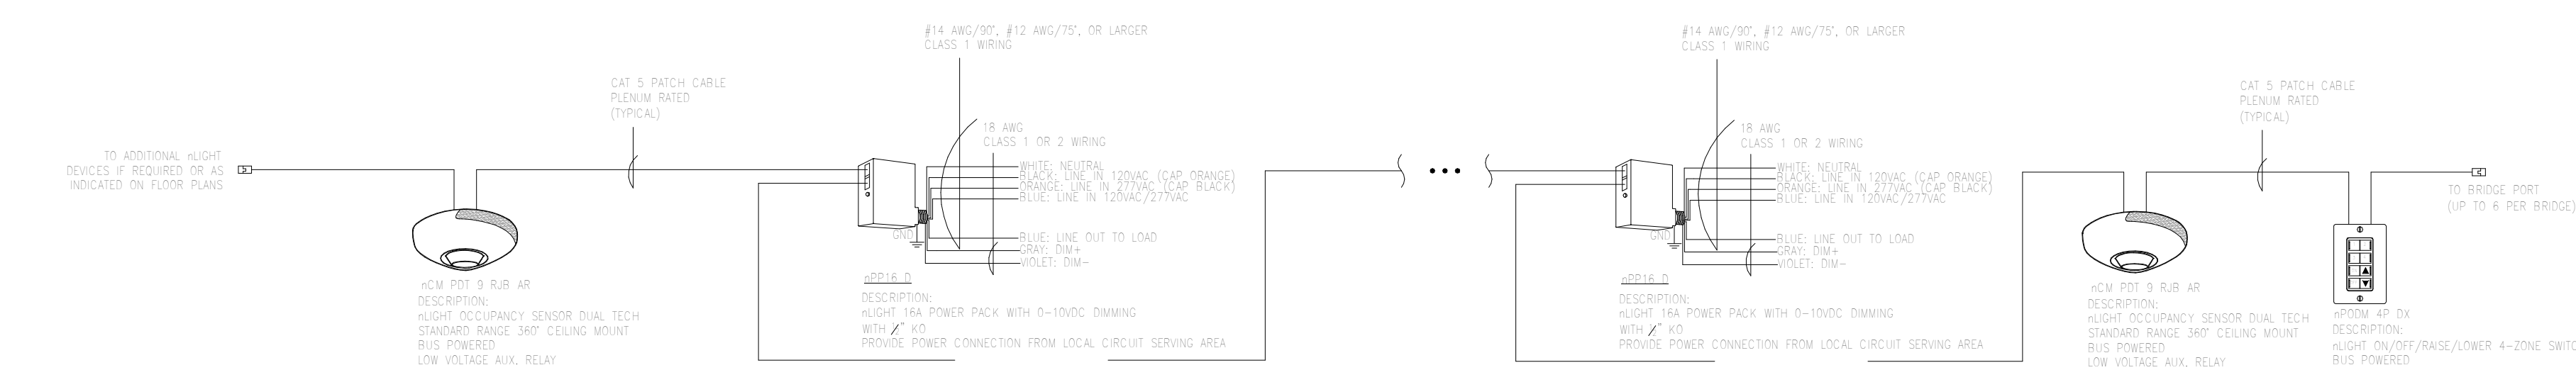 TO ADDITIONAL nLIGHT
DEVICES IF REQUIRED OR AS
INDICATED ON FLOOR PLANS
nCM PDT 9 RJB AR
DESCRIPTION:
nLIGHT OCCUPANCY SENSOR DUAL TECH
STANDARD RANGE 360° CEILING MOUNT
BUS POWERED
LOW VOLTAGE AUX. RELAY
CAT 5 PATCH CABLE
PLENUM RATED
(TYPICAL)
#14 AWG/90°, #12 AWG/75°, OR LARGER
CLASS 1 WIRING
18 AWG
CLASS 1 OR 2 WIRING
WHITE: NEUTRAL
BLACK: LINE IN 120VAC (CAP ORANGE)
ORANGE: LINE IN 277VAC (CAP BLACK)
BLUE: LINE IN 120VAC/277VAC
GND
BLUE: LINE OUT TO LOAD
GRAY: DIM+
VIOLET: DIM-
nPP16 D
DESCRIPTION:
nLIGHT 16A POWER PACK WITH 0-10VDC DIMMING
WITH ½" KO
PROVIDE POWER CONNECTION FROM LOCAL CIRCUIT SERVING AREA
#14 AWG/90°, #12 AWG/75°, OR LARGER
CLASS 1 WIRING
18 AWG
CLASS 1 OR 2 WIRING
WHITE: NEUTRAL
BLACK: LINE IN 120VAC (CAP ORANGE)
ORANGE: LINE IN 277VAC (CAP BLACK)
BLUE: LINE IN 120VAC/277VAC
GND
BLUE: LINE OUT TO LOAD
GRAY: DIM+
VIOLET: DIM-
nPP16 D
DESCRIPTION:
nLIGHT 16A POWER PACK WITH 0-10VDC DIMMING
WITH ½" KO
PROVIDE POWER CONNECTION FROM LOCAL CIRCUIT SERVING AREA
nCM PDT 9 RJB AR
DESCRIPTION:
nLIGHT OCCUPANCY SENSOR DUAL TECH
STANDARD RANGE 360° CEILING MOUNT
BUS POWERED
LOW VOLTAGE AUX. RELAY
CAT 5 PATCH CABLE
PLENUM RATED
(TYPICAL)
TO BRIDGE PORT
(UP TO 6 PER BRIDGE)
nPODM 4P DX
DESCRIPTION:
nLIGHT ON/OFF/RAISE/LOWER 4-ZONE SWITC
BUS POWERED